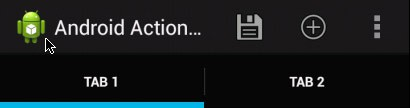 Android Action...
TAB 1
TAB 2